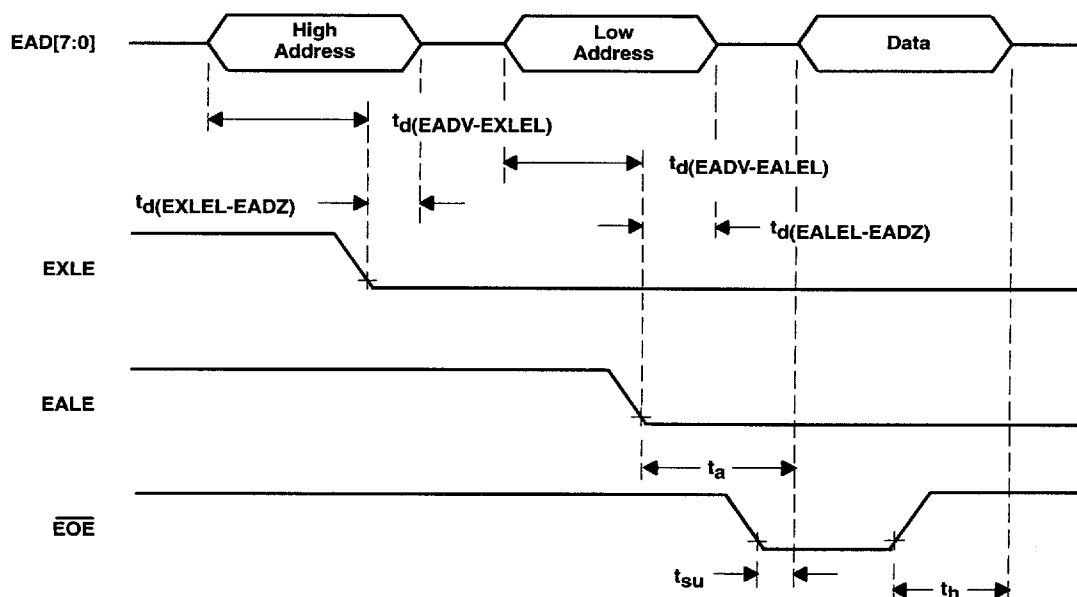 EAD[7:0]
High
Address
Low
Address
Data
td(EADV-EXLEL)
td(EADV-EALEL)
td(EXLEL-EADZ)
td(EALEL-EADZ)
EXLE
EALE
ta
EOE
tsu
th